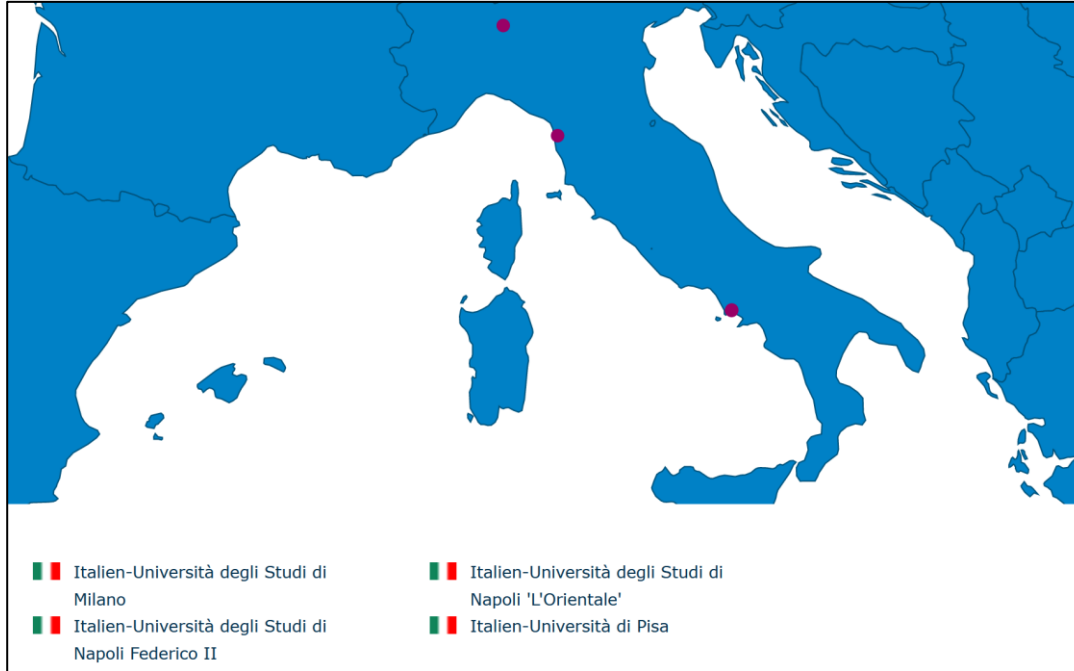 Italien-Università degli Studi di
Milano
Italien-Università degli Studi di
Napoli 'L'Orientale'
Italien-Università degli Studi di
Napoli Federico II
Italien-Università di Pisa